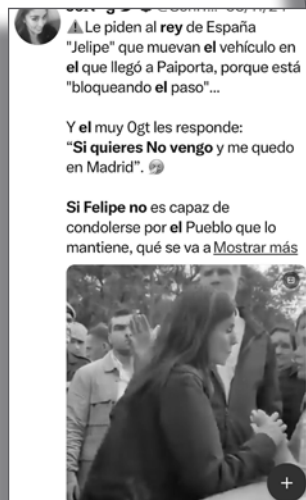 ⚠️Le piden al rey de España
"Jelipe" que muevan el vehículo en
el que llegó a Paiporta, porque está
"bloqueando el paso"...
Y el muy 0gt les responde:
“Si quieres No vengo y me quedo
en Madrid”.
Si Felipe no es capaz de
condolerse por el Pueblo que lo
mantiene, qué se va a Mostrar más